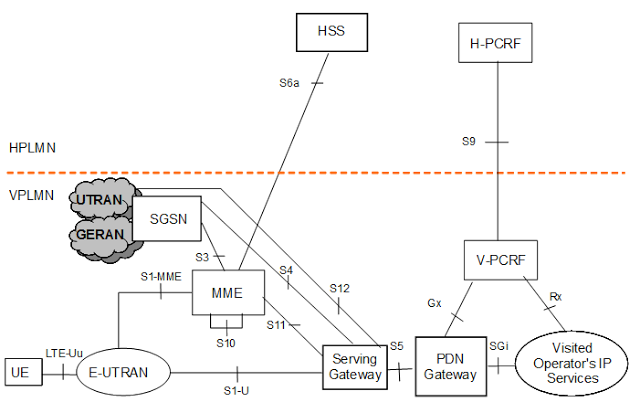 HSS
H-PCRF
S6a
S9
HPLMN
VPLMN
UTRAN
SGSN
GERAN
V-PCRF
S3
S4
S12
S1-MME
MME
Gx
Rx
S11
S10
LTE-Uu
S5
SGi
UE
E-UTRAN
S1-U
Serving
Gateway
PDN
Gateway
Visited
Operator's IP
Services